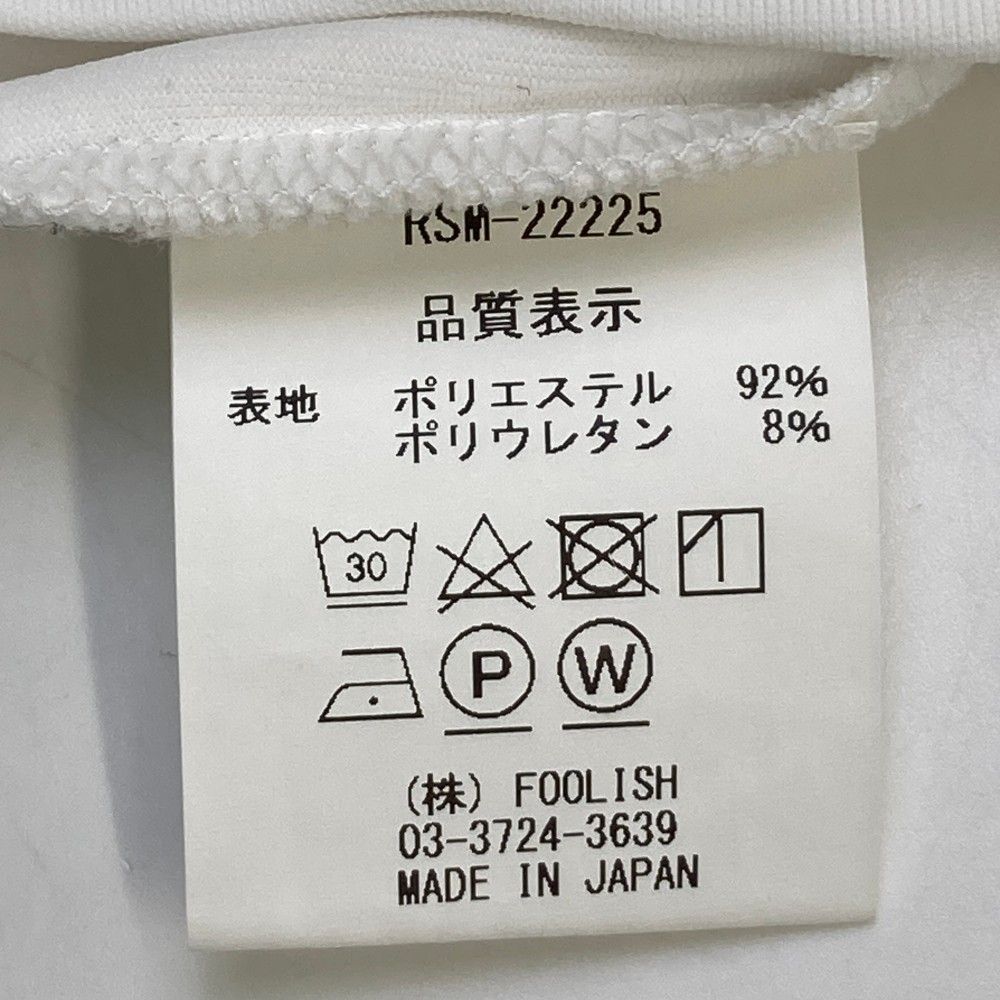 RSM-22225
品質表示
表地 ポリエステル 92%
ポリウレタン 8%
30
P W
(株) FOOLISH
03-3724-3639
MADE IN JAPAN